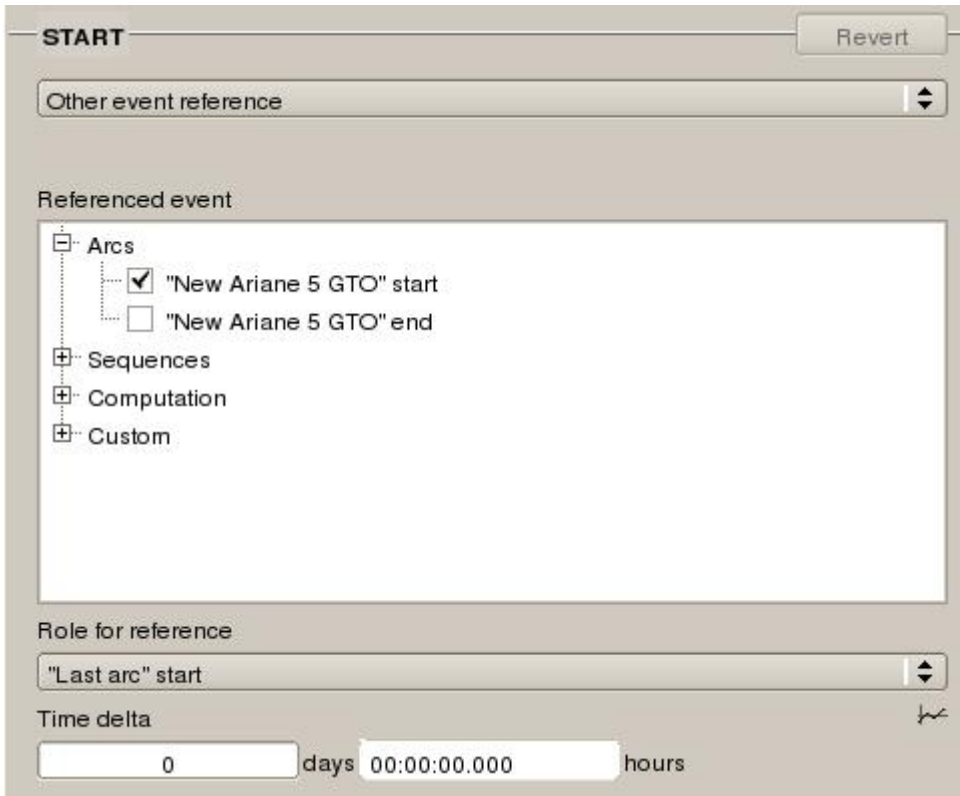 START Revert
Other event reference
Referenced event
Arcs
"New Ariane 5 GTO" start
"New Ariane 5 GTO" end
Sequences
Computation
Custom
Role for reference
"Last arc" start
Time delta
0 days 00:00:00.000 hours